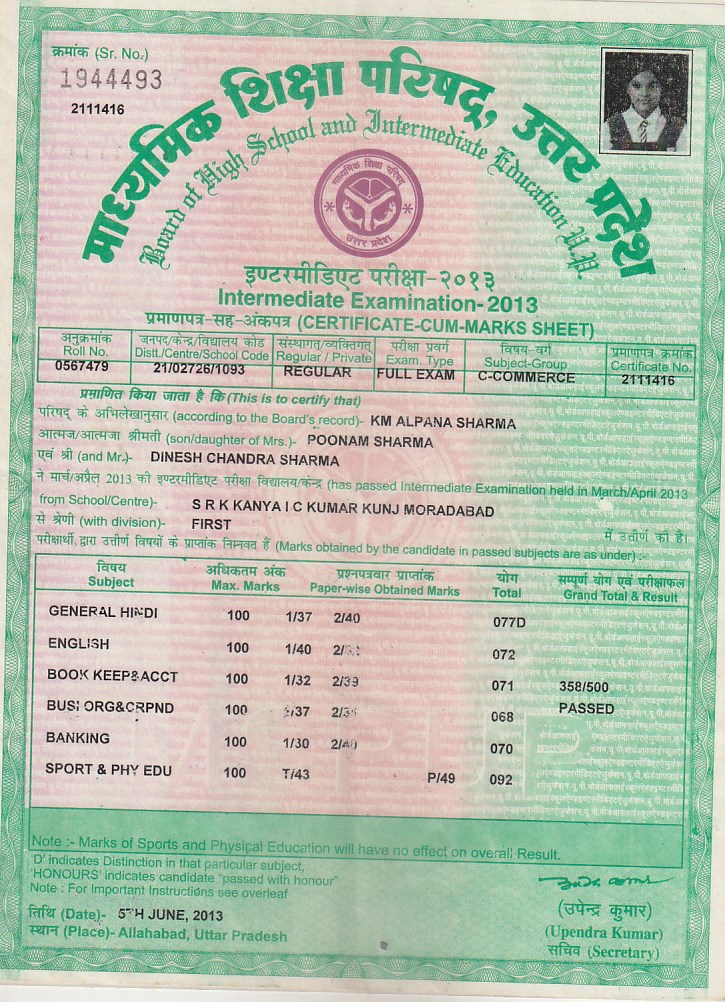 क्रमांक (Sr. No.)
1944493
2111416
माध्यमिक शिक्षा परिषद्, उत्तर प्रदेश
Board of High School and Intermediate Education U.P.
माध्यमिक शिक्षा परिषद्
उत्तर प्रदेश
इण्टरमीडिएट परीक्षा-२०१३
Intermediate Examination-2013
प्रमाणपत्र-सह-अंकपत्र (CERTIFICATE-CUM-MARKS SHEET)
अनुक्रमांक जनपद/केन्द्र/विद्यालय कोड संस्थागत/व्यक्तिगत परीक्षा प्रवर्ग विषय-वर्ग प्रमाणपत्र क्रमांक
Roll No. Distt./Centre/School Code Regular / Private Exam. Type Subject-Group Certificate No.
0567479 21/02726/1093 REGULAR FULL EXAM C-COMMERCE 2111416
प्रमाणित किया जाता है कि (This is to certify that)
परिषद् के अभिलेखानुसार (according to the Board's record)- KM ALPANA SHARMA
आत्मज/आत्मजा श्रीमती (son/daughter of Mrs.)- POONAM SHARMA
एवं श्री (and Mr.)- DINESH CHANDRA SHARMA
ने मार्च/अप्रैल 2013 की इण्टरमीडिएट परीक्षा विद्यालय/केन्द्र (has passed Intermediate Examination held in March/April 2013
from School/Centre)- S R K KANYA I C KUMAR KUNJ MORADABAD
से श्रेणी (with division)- FIRST में उत्तीर्ण की है।
परीक्षार्थी द्वारा उत्तीर्ण विषयों के प्राप्तांक निम्नवत हैं (Marks obtained by the candidate in passed subjects are as under) :-
विषय अधिकतम अंक प्रश्नपत्रवार प्राप्तांक योग सम्पूर्ण योग एवं परीक्षाफल
Subject Max. Marks Paper-wise Obtained Marks Total Grand Total & Result
GENERAL HINDI 100 1/37 2/40 077D
ENGLISH 100 1/40 072
BOOK KEEP&ACCT 100 1/32 2/39 071 358/500
BUSI ORG&CRPND 100 068 PASSED
BANKING 100 1/30 2/40 070
SPORT & PHY EDU 100 T/43 P/49 092
Note :- Marks of Sports and Physical Education will have no effect on overall Result.
'D' indicates Distinction in that particular subject,
'HONOURS' indicates candidate "passed with honour"
Note : For Important Instructions see overleaf
तिथि (Date)- 5TH JUNE, 2013
स्थान (Place)- Allahabad, Uttar Pradesh
(उपेन्द्र कुमार)
(Upendra Kumar)
सचिव (Secretary)